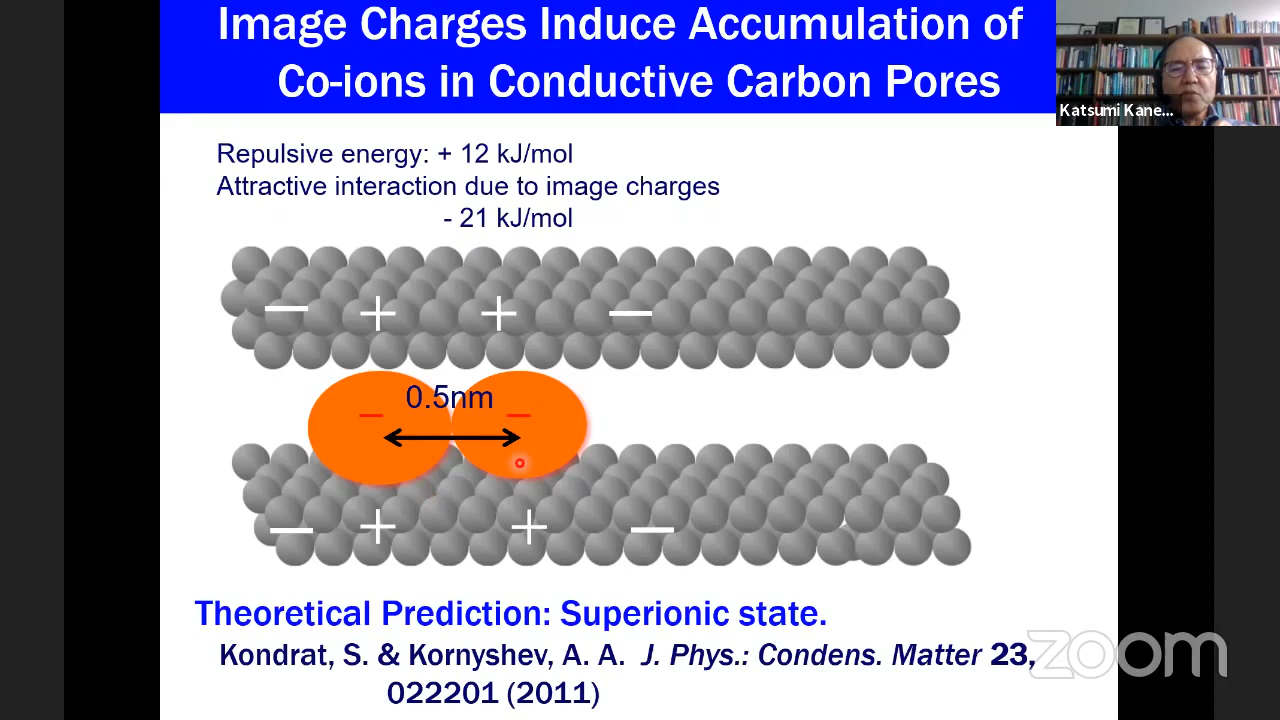 Image Charges Induce Accumulation of
Co-ions in Conductive Carbon Pores
Katsumi Kane...
Repulsive energy: + 12 kJ/mol
Attractive interaction due to image charges
- 21 kJ/mol
— + + —
0.5nm
— —
— + + —
Theoretical Prediction: Superionic state.
Kondrat, S. & Kornyshev, A. A. J. Phys.: Condens. Matter 23,
022201 (2011)
zoom